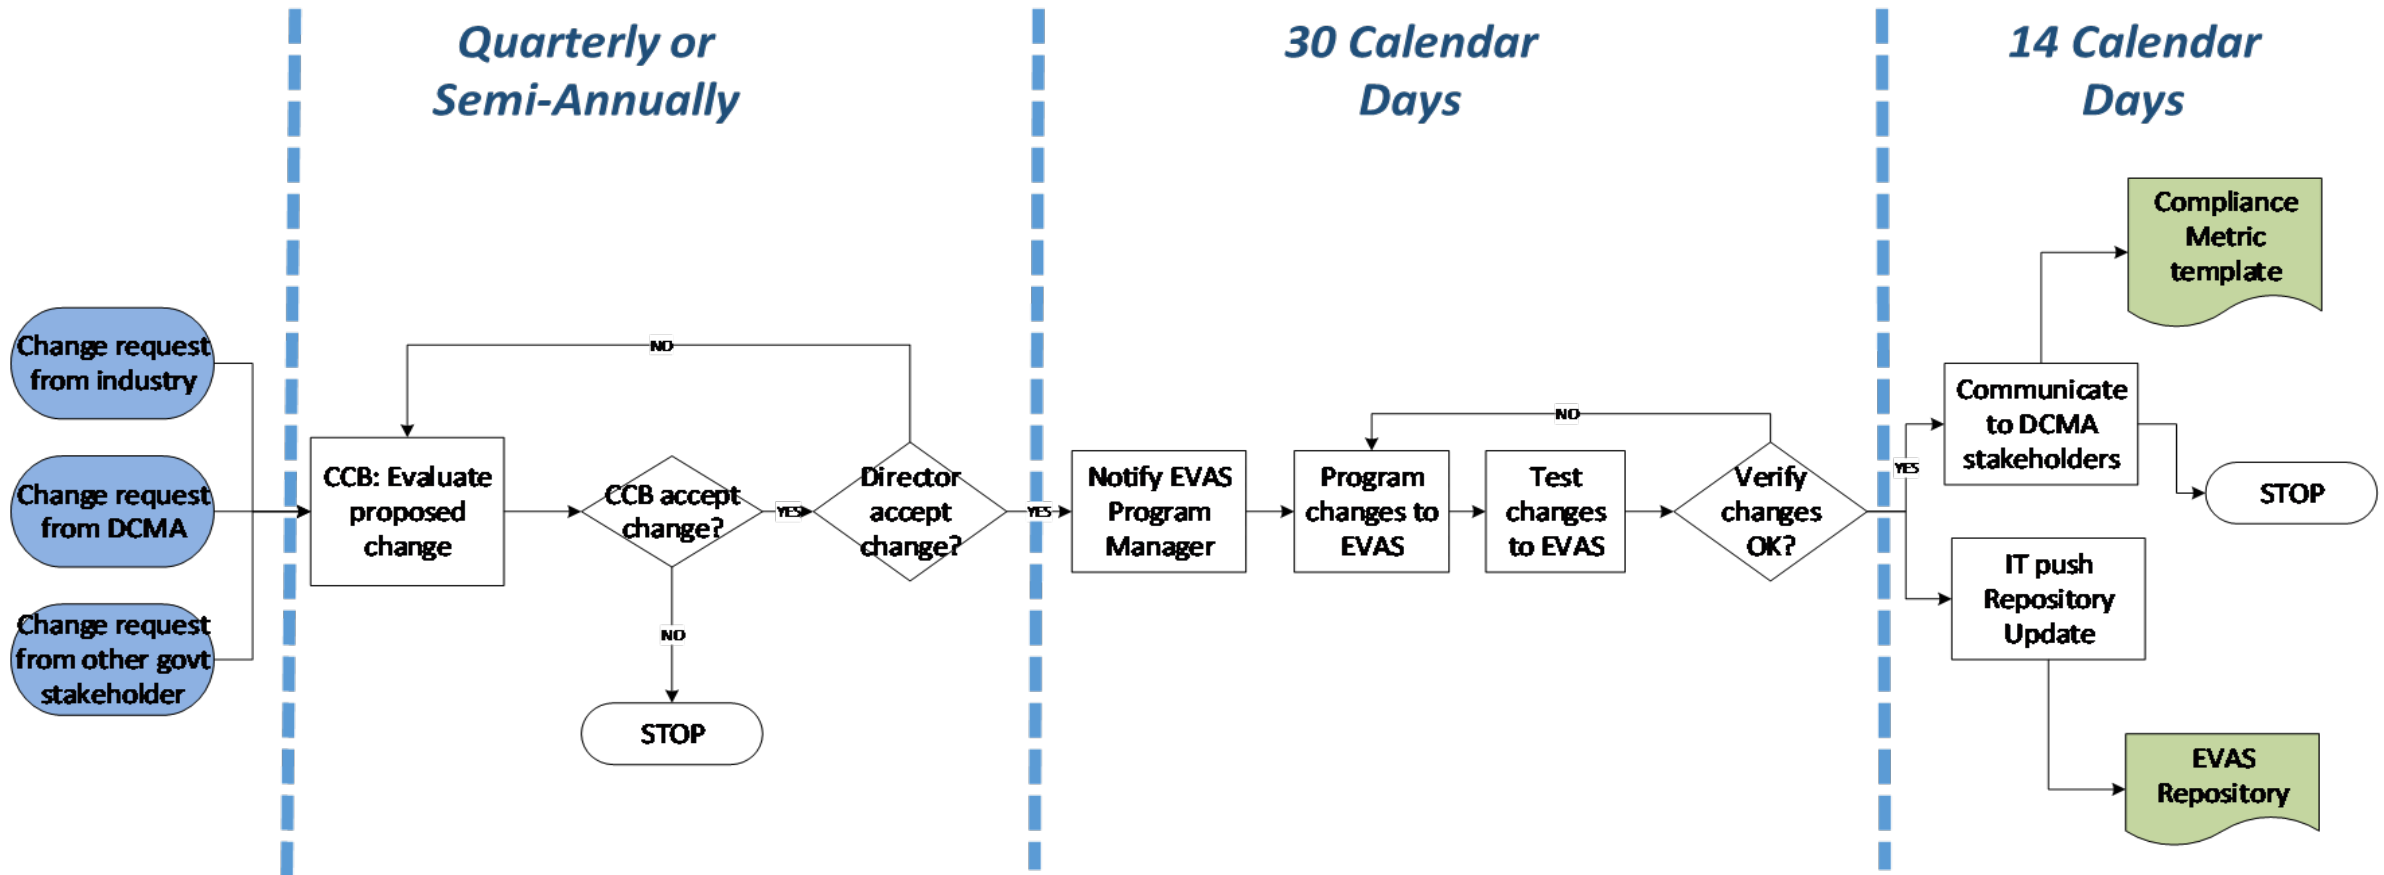 Quarterly or
Semi-Annually
30 Calendar
Days
14 Calendar
Days
Change request
from industry
Change request
from DCMA
Change request
from other govt
stakeholder
CCB: Evaluate
proposed
change
NO
CCB accept
change?
YES
NO
STOP
Director
accept
change?
YES
Notify EVAS
Program
Manager
Program
changes to
EVAS
NO
Test
changes
to EVAS
Verify
changes
OK?
YES
Compliance
Metric
template
Communicate
to DCMA
stakeholders
STOP
IT push
Repository
Update
EVAS
Repository